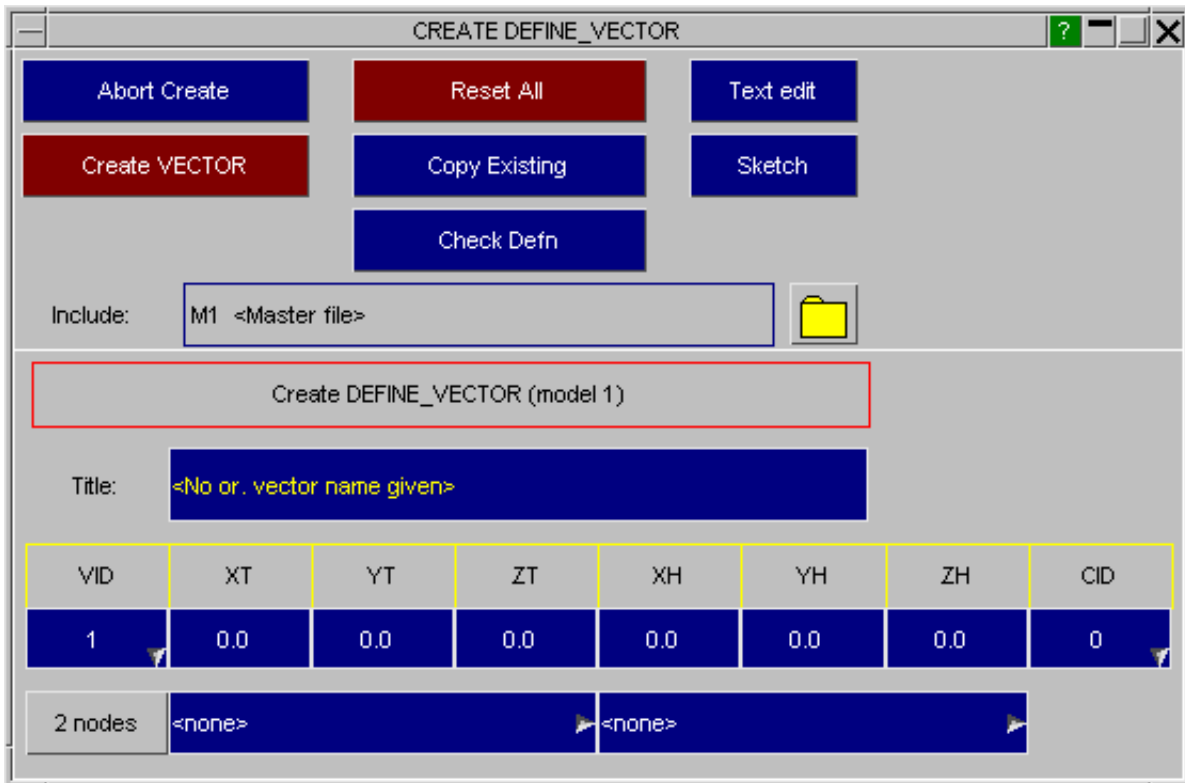 CREATE DEFINE_VECTOR ?
Abort Create Reset All Text edit
Create VECTOR Copy Existing Sketch
Check Defn
Include: M1 <Master file>
Create DEFINE_VECTOR (model 1)
Title: <No or. vector name given>
VID XT YT ZT XH YH ZH CID
1 0.0 0.0 0.0 0.0 0.0 0.0 0
2 nodes <none> <none>